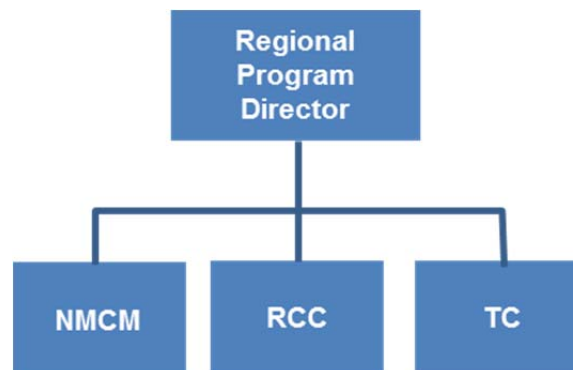 Regional
Program
Director
NMCM
RCC
TC